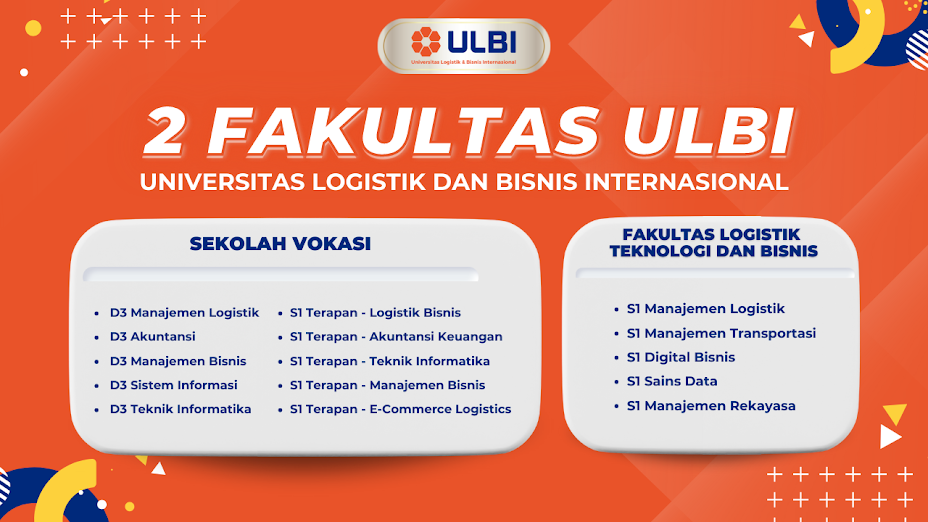 ULBI
Universitas Logistik & Bisnis Internasional
2 FAKULTAS ULBI
UNIVERSITAS LOGISTIK DAN BISNIS INTERNASIONAL
SEKOLAH VOKASI
• D3 Manajemen Logistik
• D3 Akuntansi
• D3 Manajemen Bisnis
• D3 Sistem Informasi
• D3 Teknik Informatika
• S1 Terapan - Logistik Bisnis
• S1 Terapan - Akuntansi Keuangan
• S1 Terapan - Teknik Informatika
• S1 Terapan - Manajemen Bisnis
• S1 Terapan - E-Commerce Logistics
FAKULTAS LOGISTIK
TEKNOLOGI DAN BISNIS
• S1 Manajemen Logistik
• S1 Manajemen Transportasi
• S1 Digital Bisnis
• S1 Sains Data
• S1 Manajemen Rekayasa